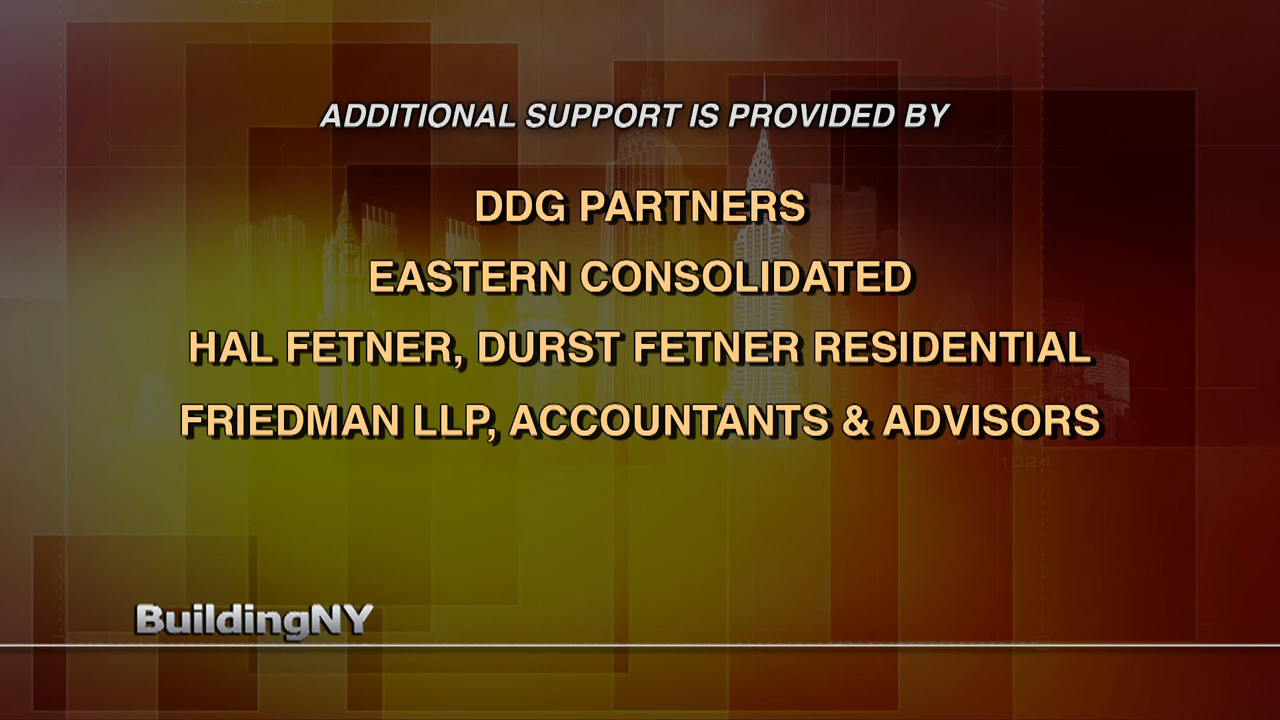 ADDITIONAL SUPPORT IS PROVIDED BY
DDG PARTNERS
EASTERN CONSOLIDATED
HAL FETNER, DURST FETNER RESIDENTIAL
FRIEDMAN LLP, ACCOUNTANTS & ADVISORS
1024
BuildingNY